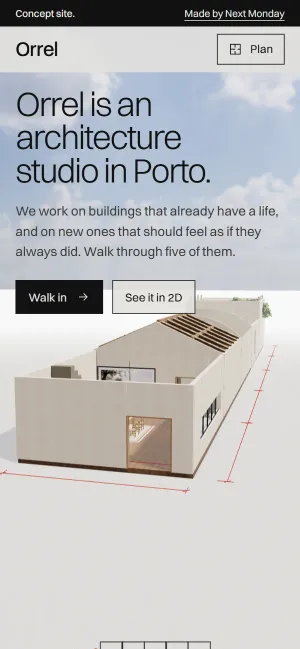 Concept site.
Made by Next Monday
Orrel
Plan
Orrel is an
architecture
studio in Porto.
We work on buildings that already have a life,
and on new ones that should feel as if they
always did. Walk through five of them.
Walk in →
See it in 2D